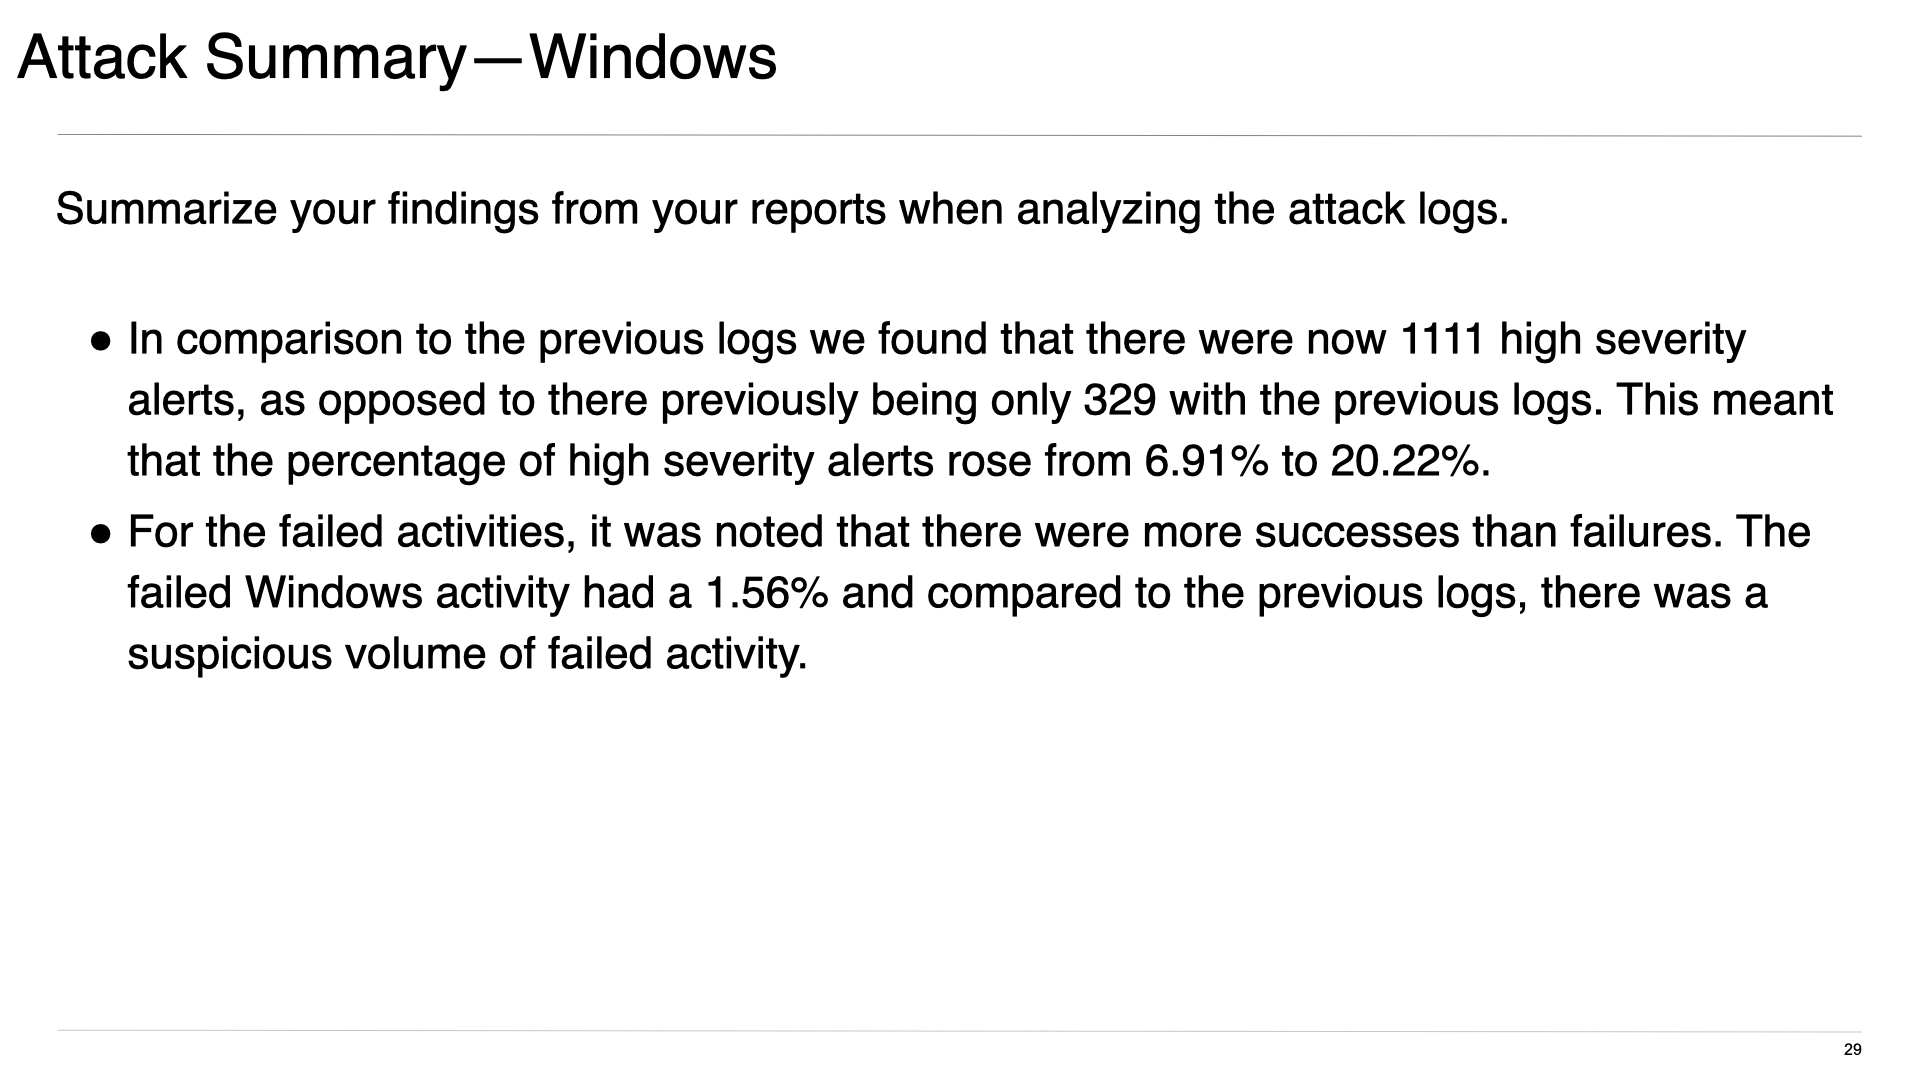 Attack Summary—Windows
Summarize your findings from your reports when analyzing the attack logs.
● In comparison to the previous logs we found that there were now 1111 high severity
alerts, as opposed to there previously being only 329 with the previous logs. This meant
that the percentage of high severity alerts rose from 6.91% to 20.22%.
● For the failed activities, it was noted that there were more successes than failures. The
failed Windows activity had a 1.56% and compared to the previous logs, there was a
suspicious volume of failed activity.
29